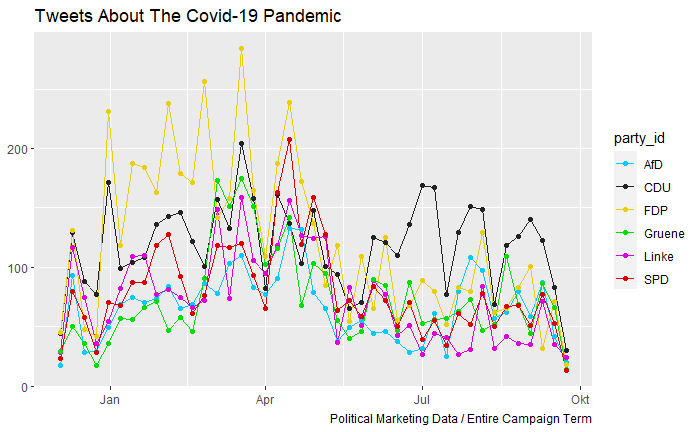 Tweets About The Covid-19 Pandemic
200
100
0
Jan
Apr
Jul
Okt
party_id
AfD
CDU
FDP
Gruene
Linke
SPD
Political Marketing Data / Entire Campaign Term